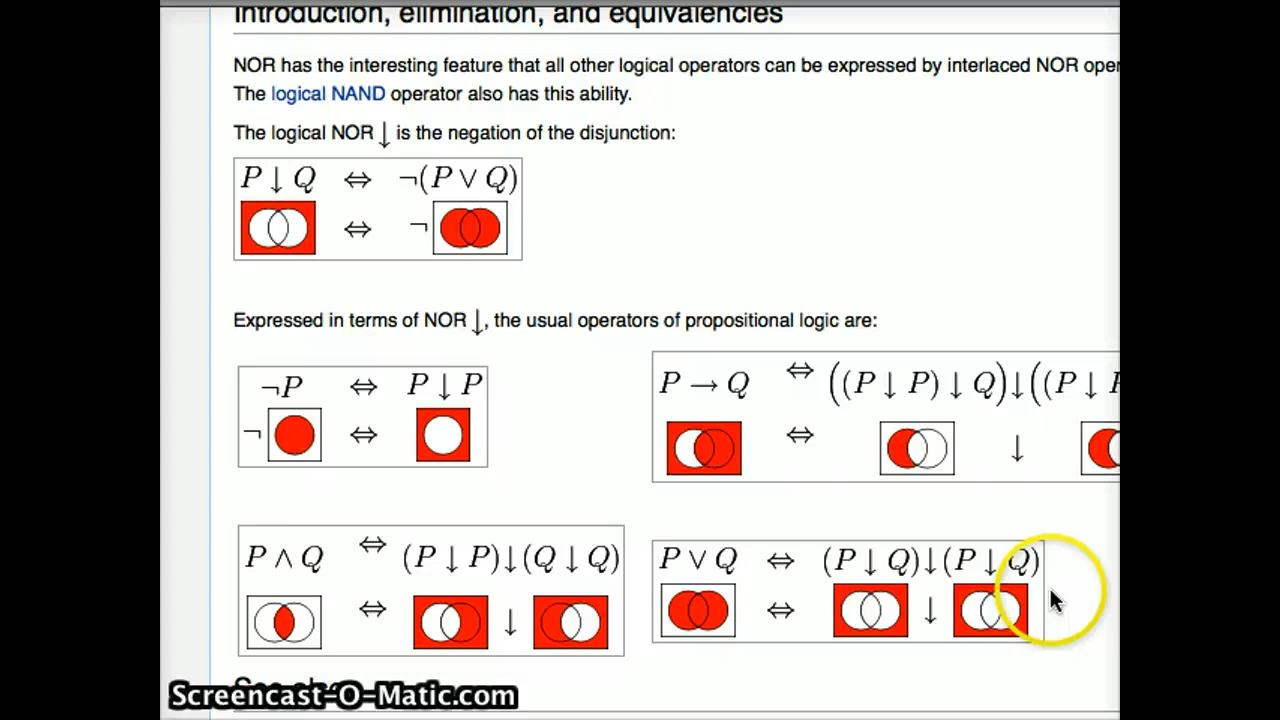 Introduction, elimination, and equivalencies
NOR has the interesting feature that all other logical operators can be expressed by interlaced NOR oper
The logical NAND operator also has this ability.
The logical NOR ↓ is the negation of the disjunction:
P ↓ Q ⇔ ¬(P ∨ Q)
⇔ ¬
Expressed in terms of NOR ↓, the usual operators of propositional logic are:
¬P ⇔ P ↓ P
¬ ⇔
P → Q ⇔ ((P ↓ P) ↓ Q)↓((P ↓ P
⇔ ↓
P ∧ Q ⇔ (P ↓ P)↓(Q ↓ Q)
⇔ ↓
P ∨ Q ⇔ (P ↓ Q)↓(P ↓ Q)
⇔ ↓
Screencast-O-Matic.com